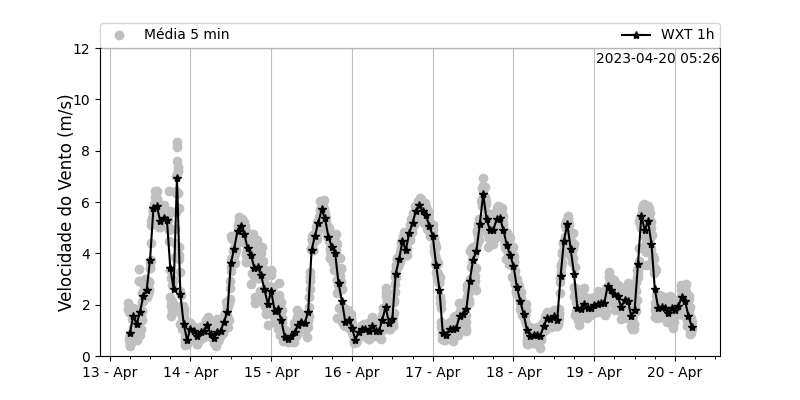 Média 5 min
WXT 1h
2023-04-20 05:26
Velocidade do Vento (m/s)
12
10
8
6
4
2
0
13 - Apr 14 - Apr 15 - Apr 16 - Apr 17 - Apr 18 - Apr 19 - Apr 20 - Apr